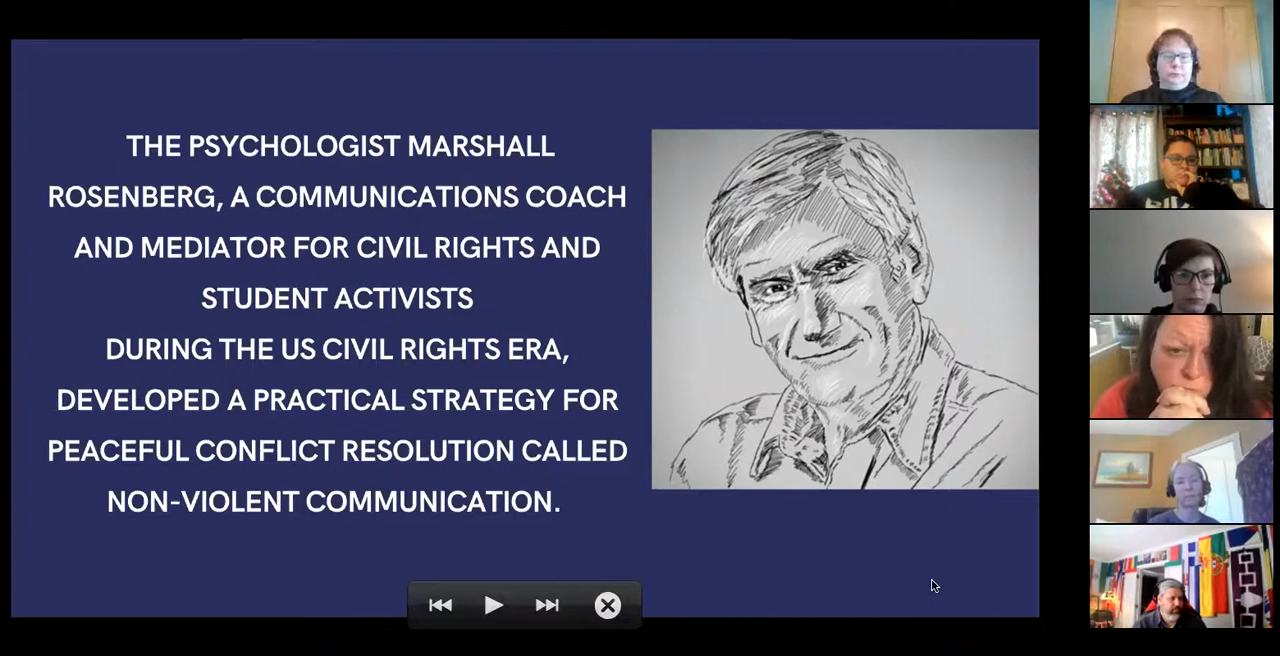 THE PSYCHOLOGIST MARSHALL
ROSENBERG, A COMMUNICATIONS COACH
AND MEDIATOR FOR CIVIL RIGHTS AND
STUDENT ACTIVISTS
DURING THE US CIVIL RIGHTS ERA,
DEVELOPED A PRACTICAL STRATEGY FOR
PEACEFUL CONFLICT RESOLUTION CALLED
NON-VIOLENT COMMUNICATION.